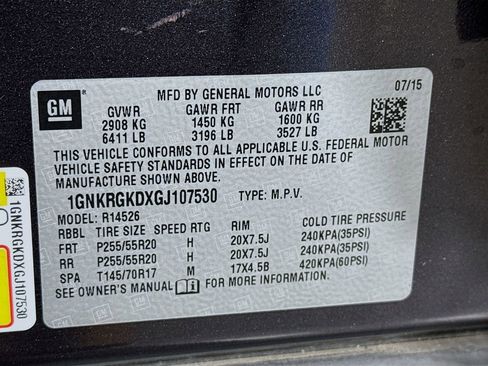 GM
MFD BY GENERAL MOTORS LLC
07/15
GVWR GAWR FRT GAWR RR
2908 KG 1450 KG 1600 KG
6411 LB 3196 LB 3527 LB
THIS VEHICLE CONFORMS TO ALL APPLICABLE U.S. FEDERAL MOTOR
VEHICLE SAFETY STANDARDS IN EFFECT ON THE DATE OF
MANUFACTURE SHOWN ABOVE.
1GNKRGKDXGJ107530 TYPE: M.P.V.
MODEL: R14526
RBBL TIRE SIZE SPEED RTG RIM COLD TIRE PRESSURE
FRT P255/55R20 H 20X7.5J 240KPA(35PSI)
RR P255/55R20 H 20X7.5J 240KPA(35PSI)
SPA T145/70R17 M 17X4.5B 420KPA(60PSI)
SEE OWNER'S MANUAL FOR MORE INFORMATION.
1GNKRGKDXGJ107530